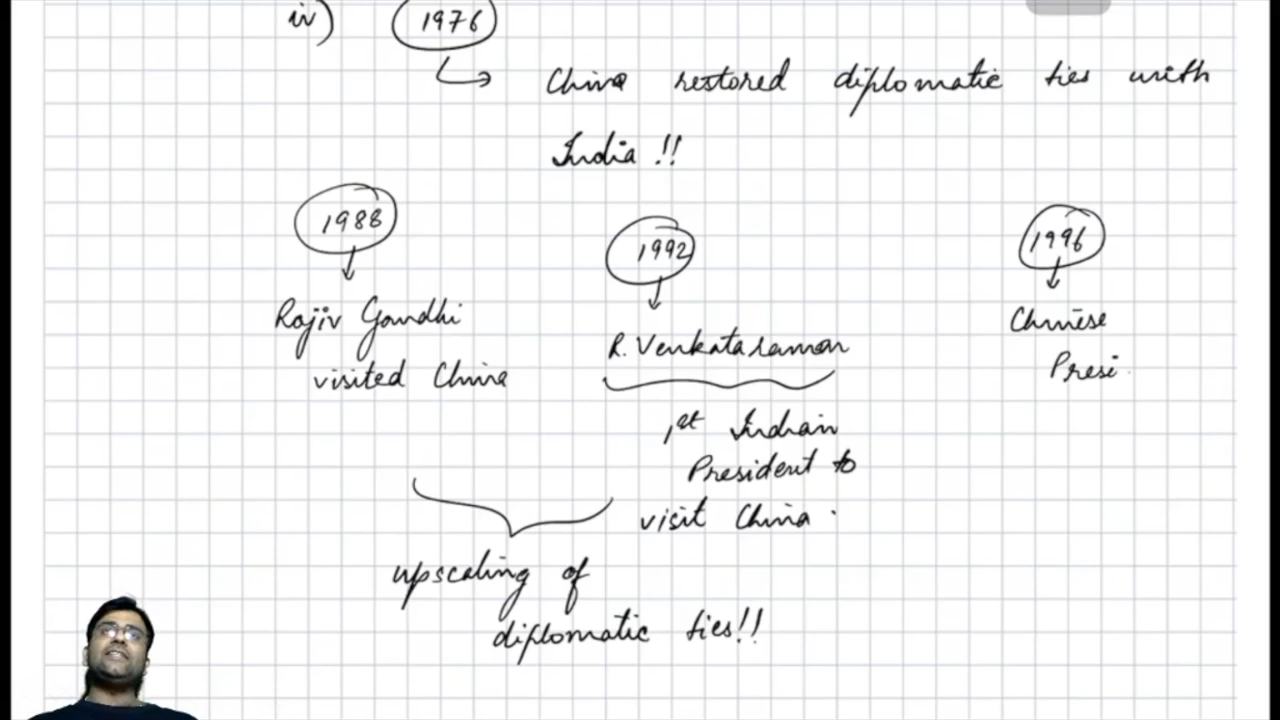 iv) 1976
China restored diplomatic ties with
India !!
1988
Rajiv Gandhi
visited China
1992
R. Venkataraman
1st Indian
President to
visit China.
upscaling of
diplomatic ties!!
1996
Chinese
Presi